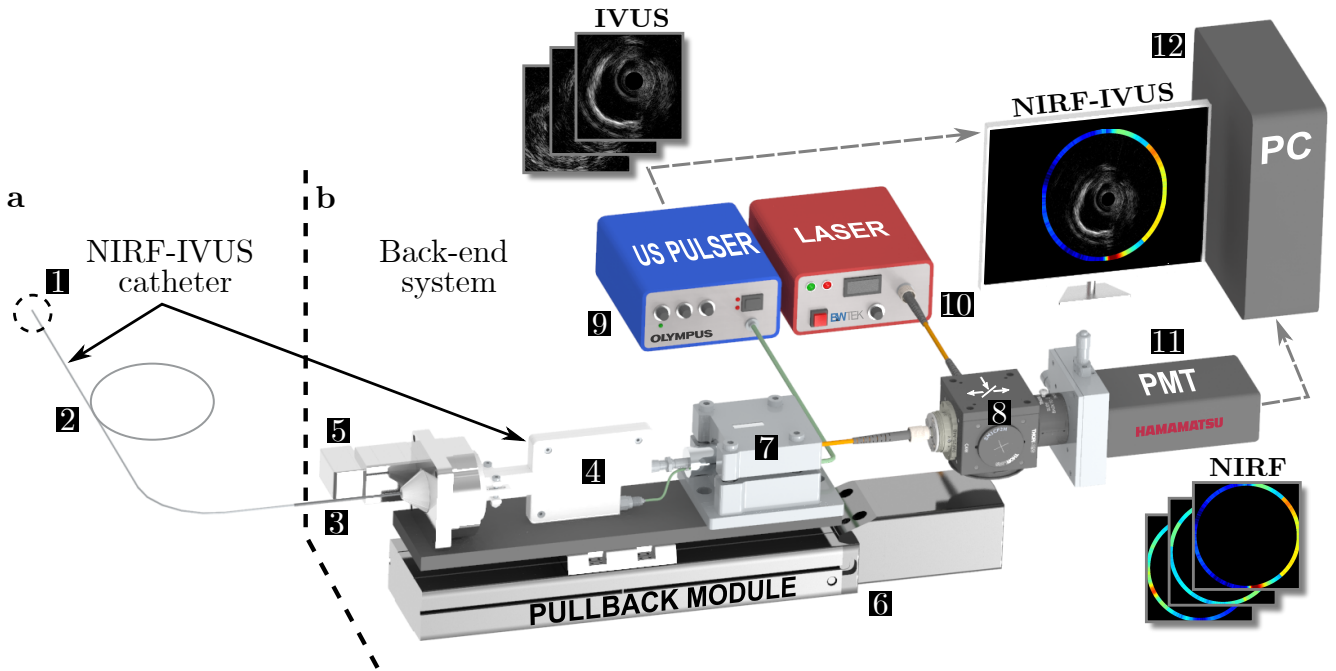 IVUS
12
NIRF-IVUS
PC
a
b
NIRF-IVUS
catheter
Back-end
system
US PULSER
LASER
1
9
OLYMPUS
BWTEK
10
11
PMT
HAMAMATSU
8
2
5
4
7
3
NIRF
6
PULLBACK MODULE